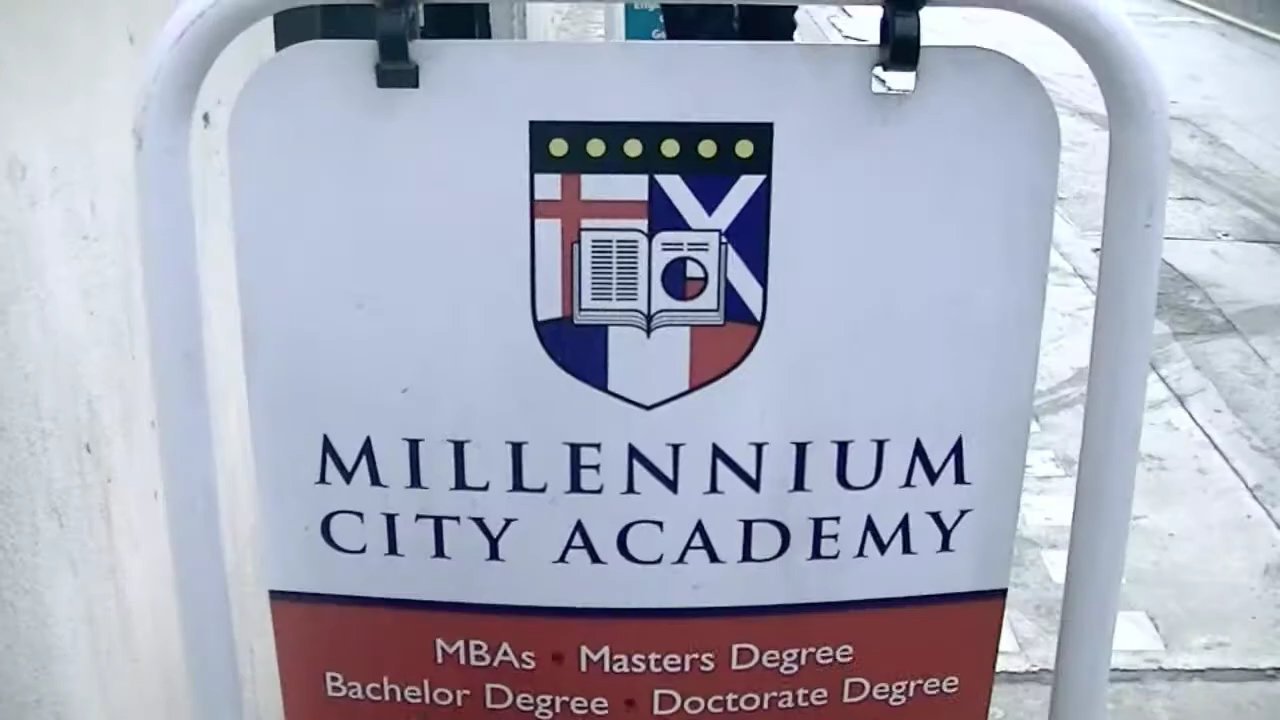 MILLENNIUM
CITY ACADEMY
MBAs • Masters Degree
Bachelor Degree • Doctorate Degree